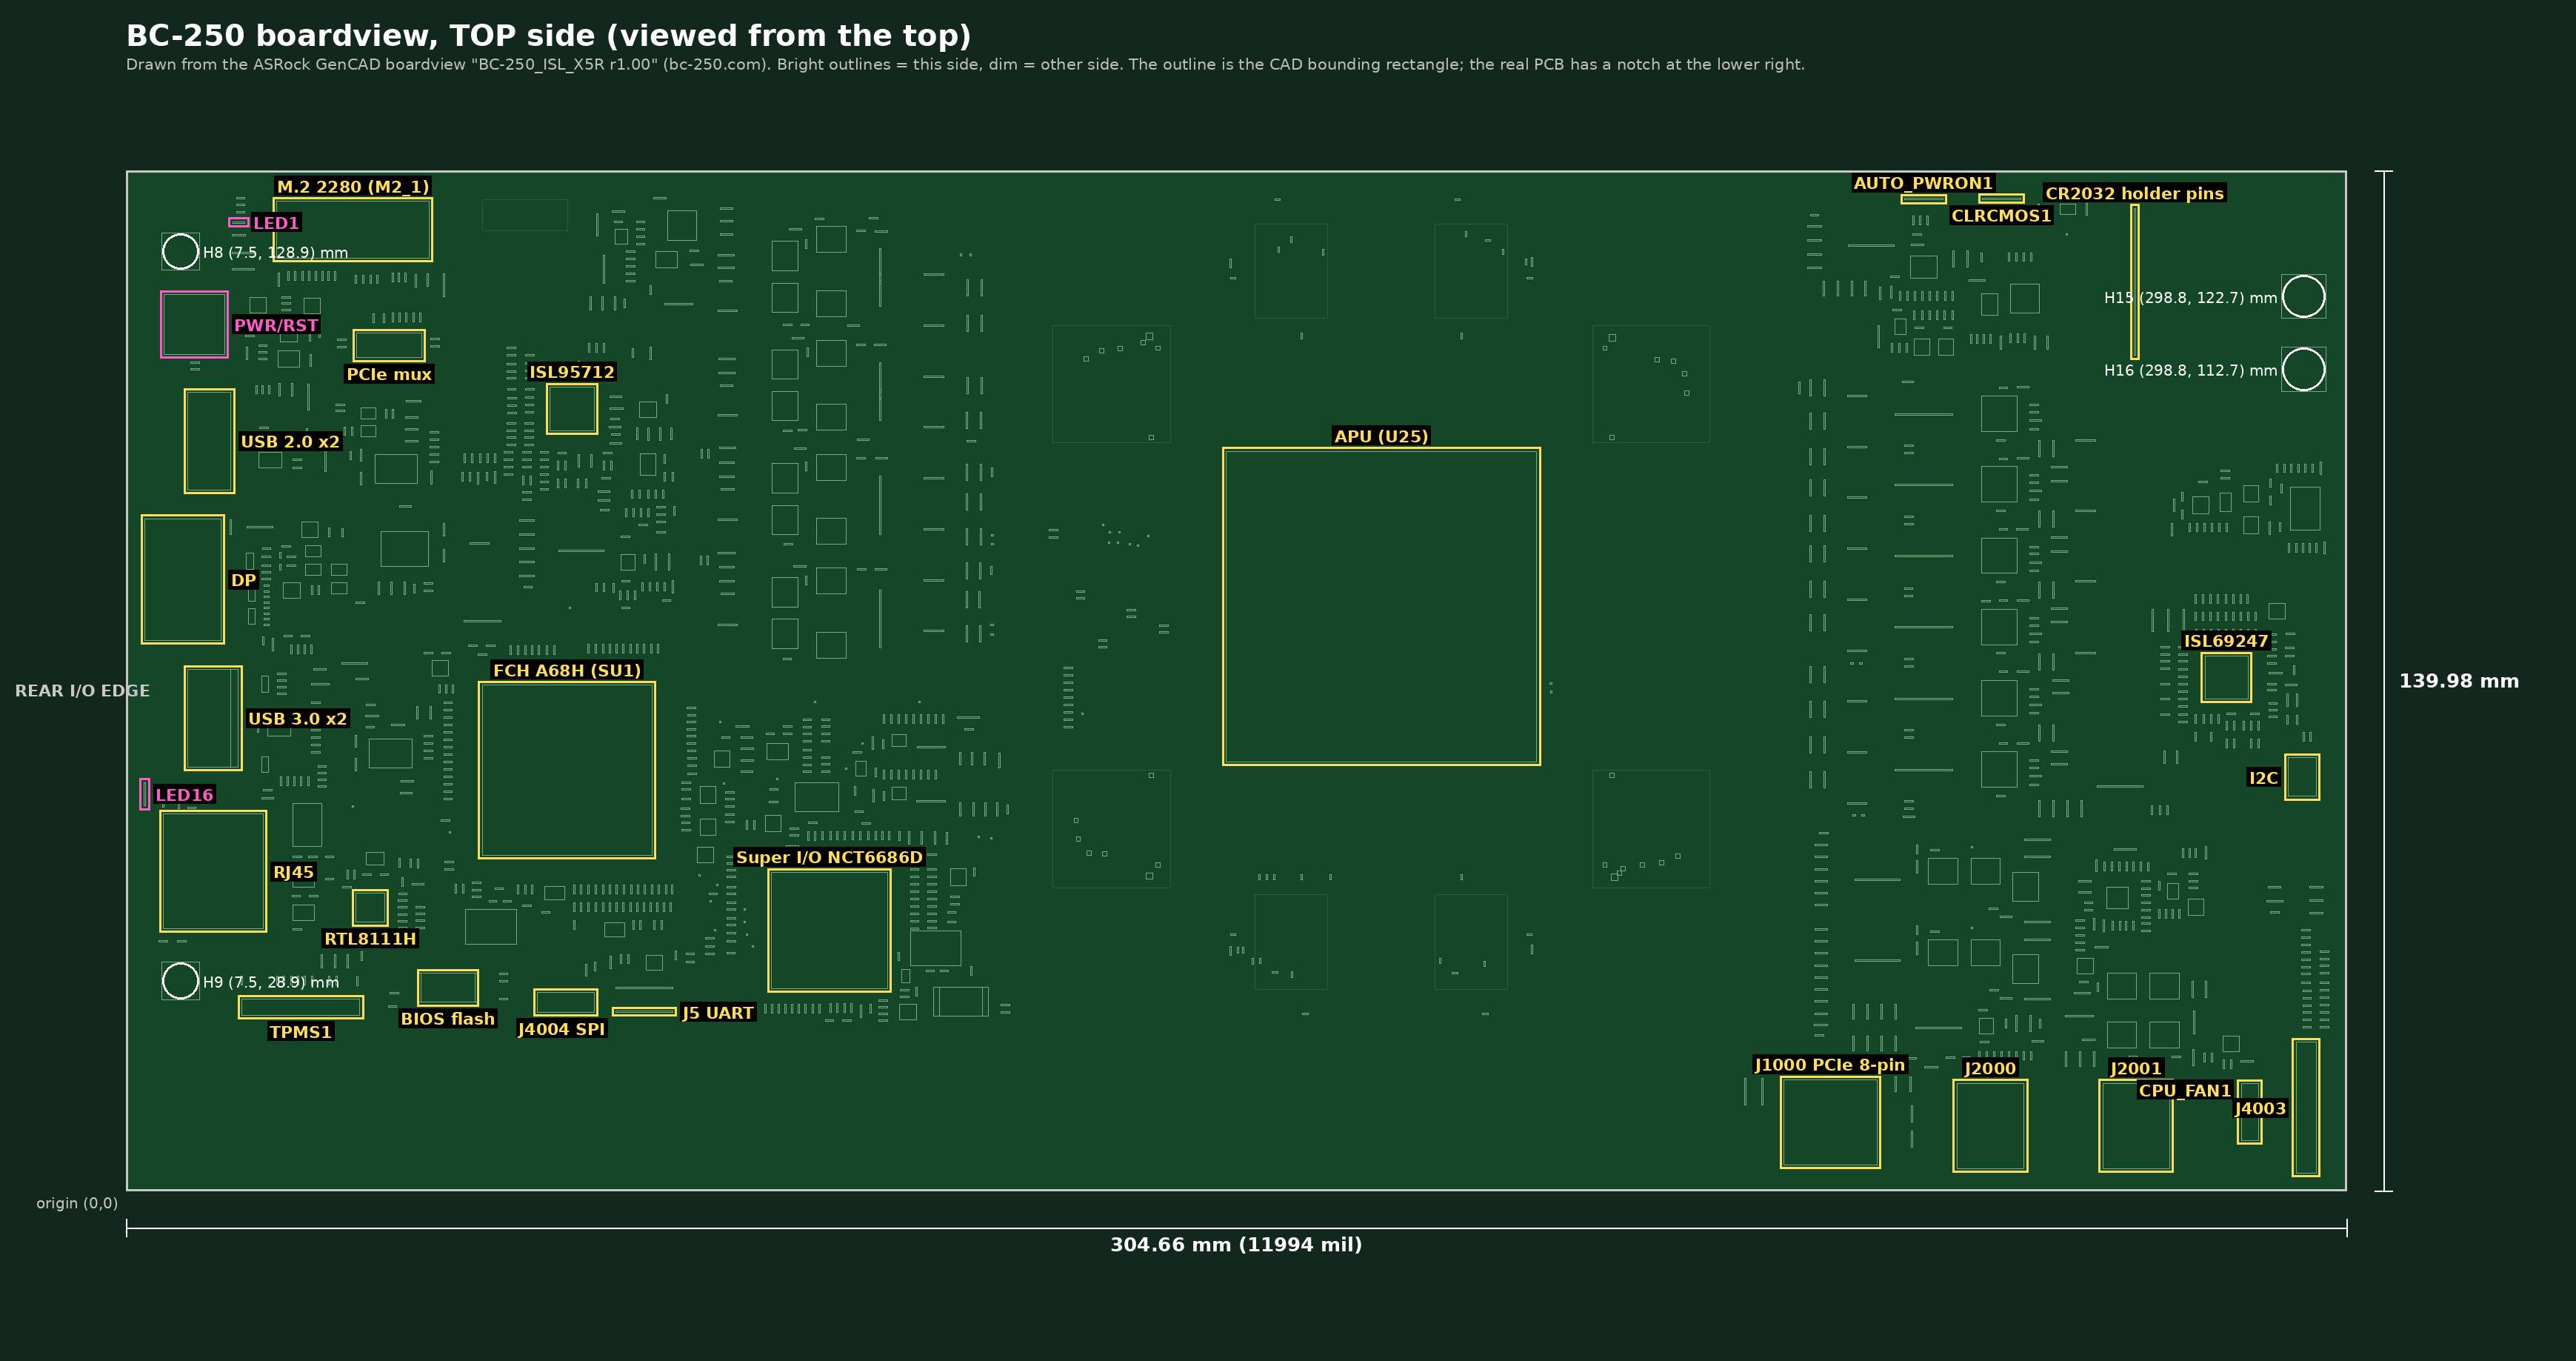 BC-250 boardview, TOP side (viewed from the top)
Drawn from the ASRock GenCAD boardview "BC-250_ISL_X5R r1.00" (bc-250.com). Bright outlines = this side, dim = other side. The outline is the CAD bounding rectangle; the real PCB has a notch at the lower right.
M.2 2280 (M2_1)
AUTO_PWRON1
CR2032 holder pins
LED1
CLRCMOS1
H8 (7.5, 128.9) mm
H15 (298.8, 122.7) mm
PWR/RST
PCIe mux
ISL95712
H16 (298.8, 112.7) mm
USB 2.0 x2
APU (U25)
DP
ISL69247
FCH A68H (SU1)
139.98 mm
REAR I/O EDGE
USB 3.0 x2
I2C
LED16
Super I/O NCT6686D
RJ45
RTL8111H
H9 (7.5, 28.9) mm
J5 UART
BIOS flash
J4004 SPI
TPMS1
J1000 PCIe 8-pin
J2000
J2001
CPU_FAN1
J4003
origin (0,0)
304.66 mm (11994 mil)